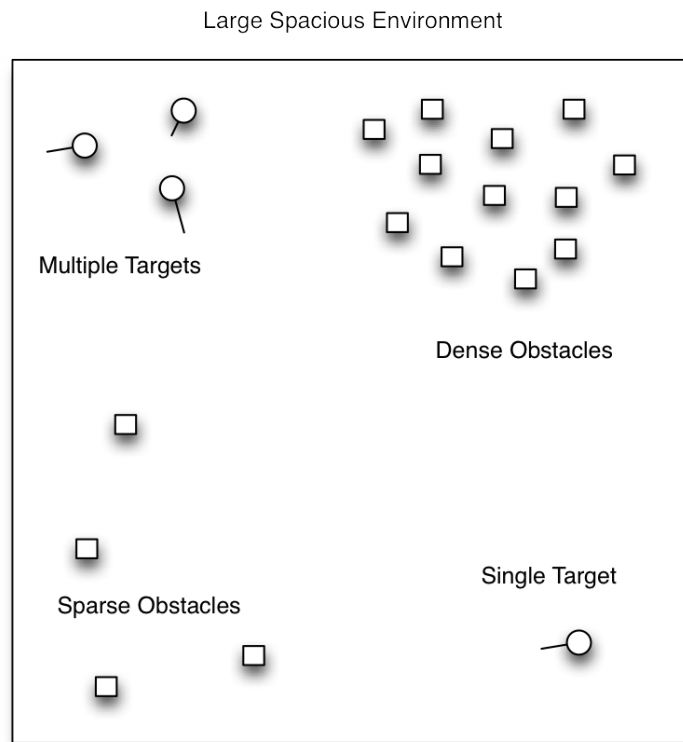 Large Spacious Environment
Multiple Targets
Dense Obstacles
Single Target
Sparse Obstacles